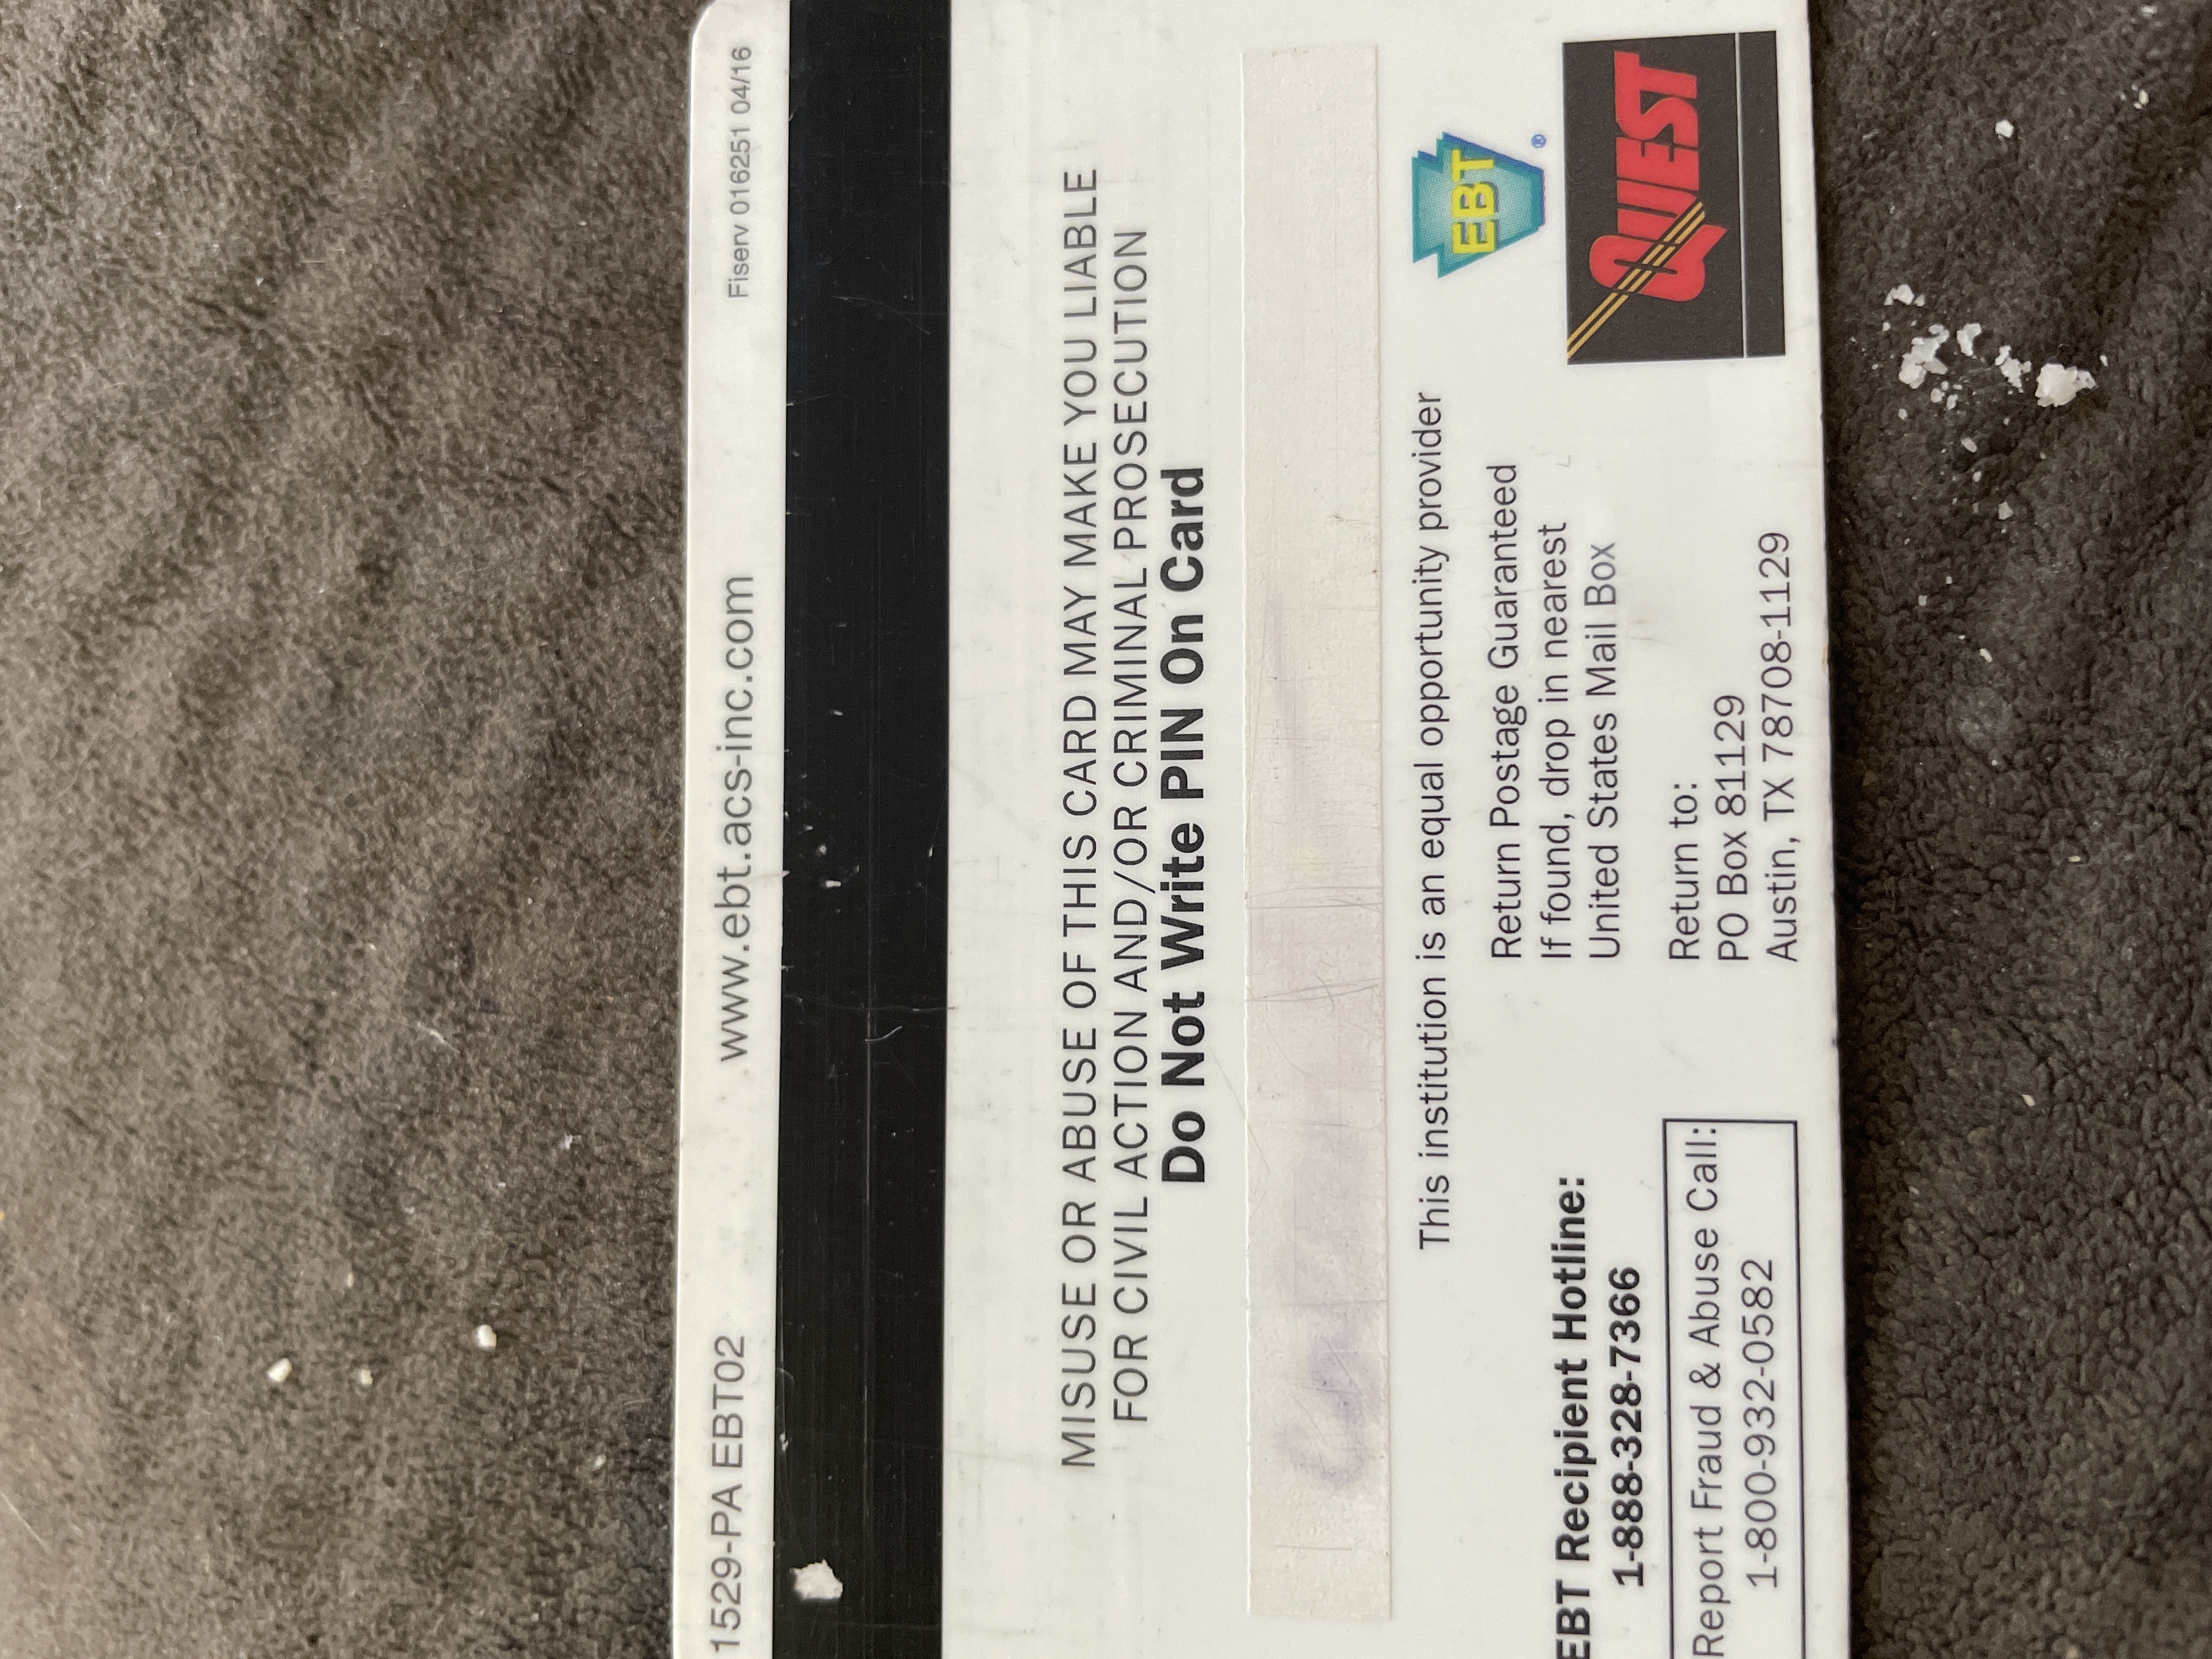 1529-PA EBT02 www.ebt.acs-inc.com Fiserv 016251 04/16
MISUSE OR ABUSE OF THIS CARD MAY MAKE YOU LIABLE
FOR CIVIL ACTION AND/OR CRIMINAL PROSECUTION
Do Not Write PIN On Card
This institution is an equal opportunity provider
EBT Recipient Hotline:
1-888-328-7366
Report Fraud & Abuse Call:
1-800-932-0582
Return Postage Guaranteed
If found, drop in nearest
United States Mail Box
Return to:
PO Box 81129
Austin, TX 78708-1129
EBT®
QUEST